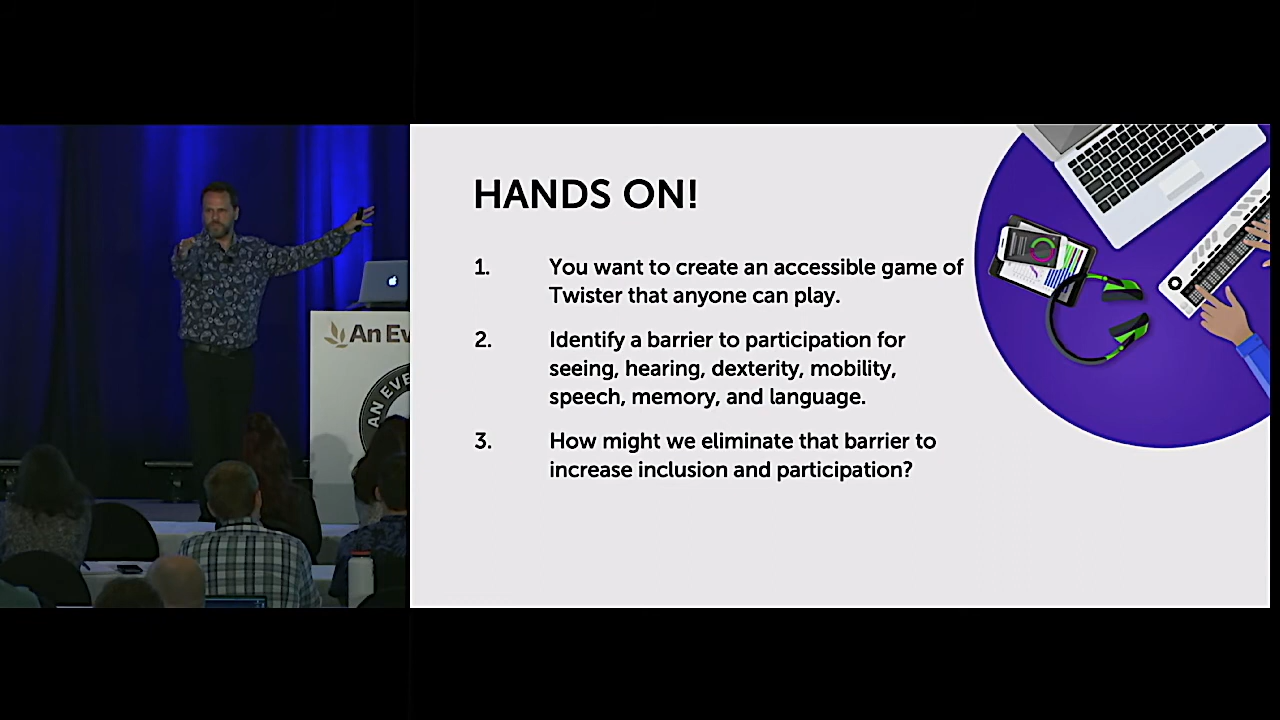 HANDS ON!
1. You want to create an accessible game of
Twister that anyone can play.
2. Identify a barrier to participation for
seeing, hearing, dexterity, mobility,
speech, memory, and language.
3. How might we eliminate that barrier to
increase inclusion and participation?
An Ev
AN EVE